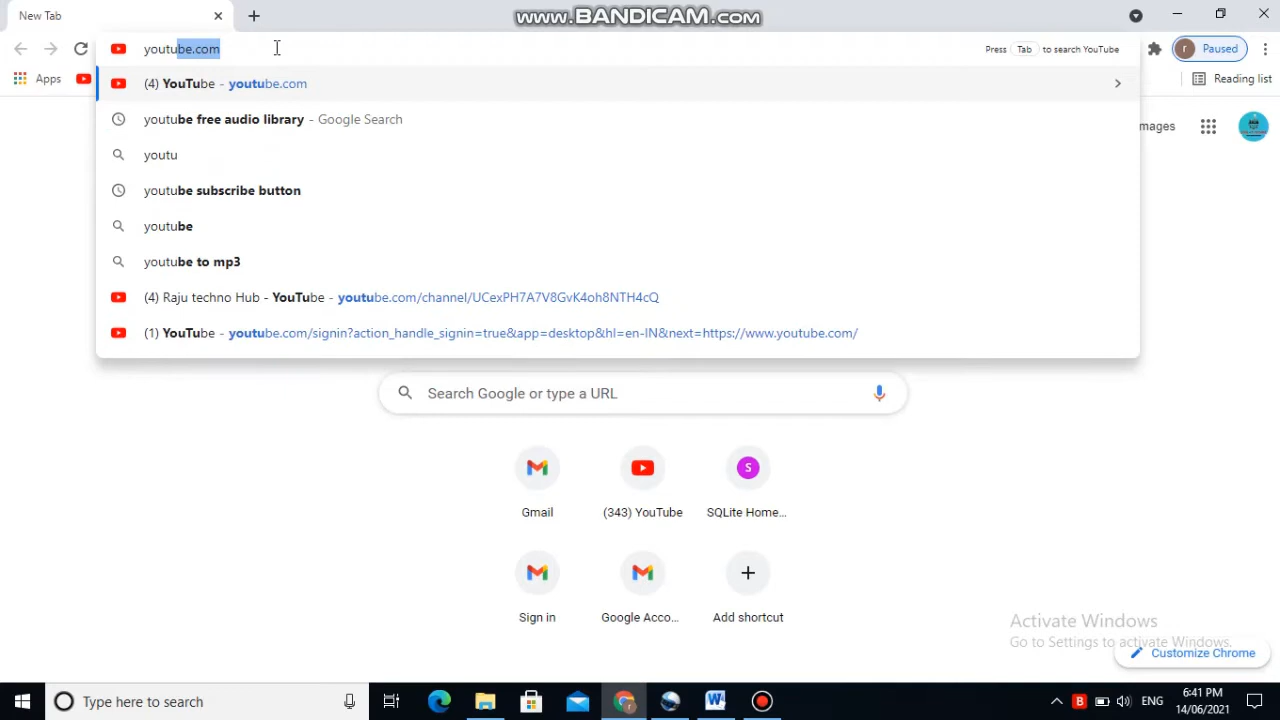 New Tab
www.BANDICAM.com
youtube.com
Press Tab to search YouTube
Paused
Apps
Reading list
(4) YouTube - youtube.com
youtube free audio library - Google Search
mages
youtu
youtube subscribe button
youtube
youtube to mp3
(4) Raju techno Hub - YouTube - youtube.com/channel/UCexPH7A7V8GvK4oh8NTH4cQ
(1) YouTube - youtube.com/signin?action_handle_signin=true&app=desktop&hl=en-IN&next=https://www.youtube.com/
Search Google or type a URL
S
Gmail
(343) YouTube
SQLite Home...
Sign in
Google Acco...
Add shortcut
Activate Windows
Go to Settings to activate Windows.
Customize Chrome
Type here to search
ENG
6:41 PM
14/06/2021